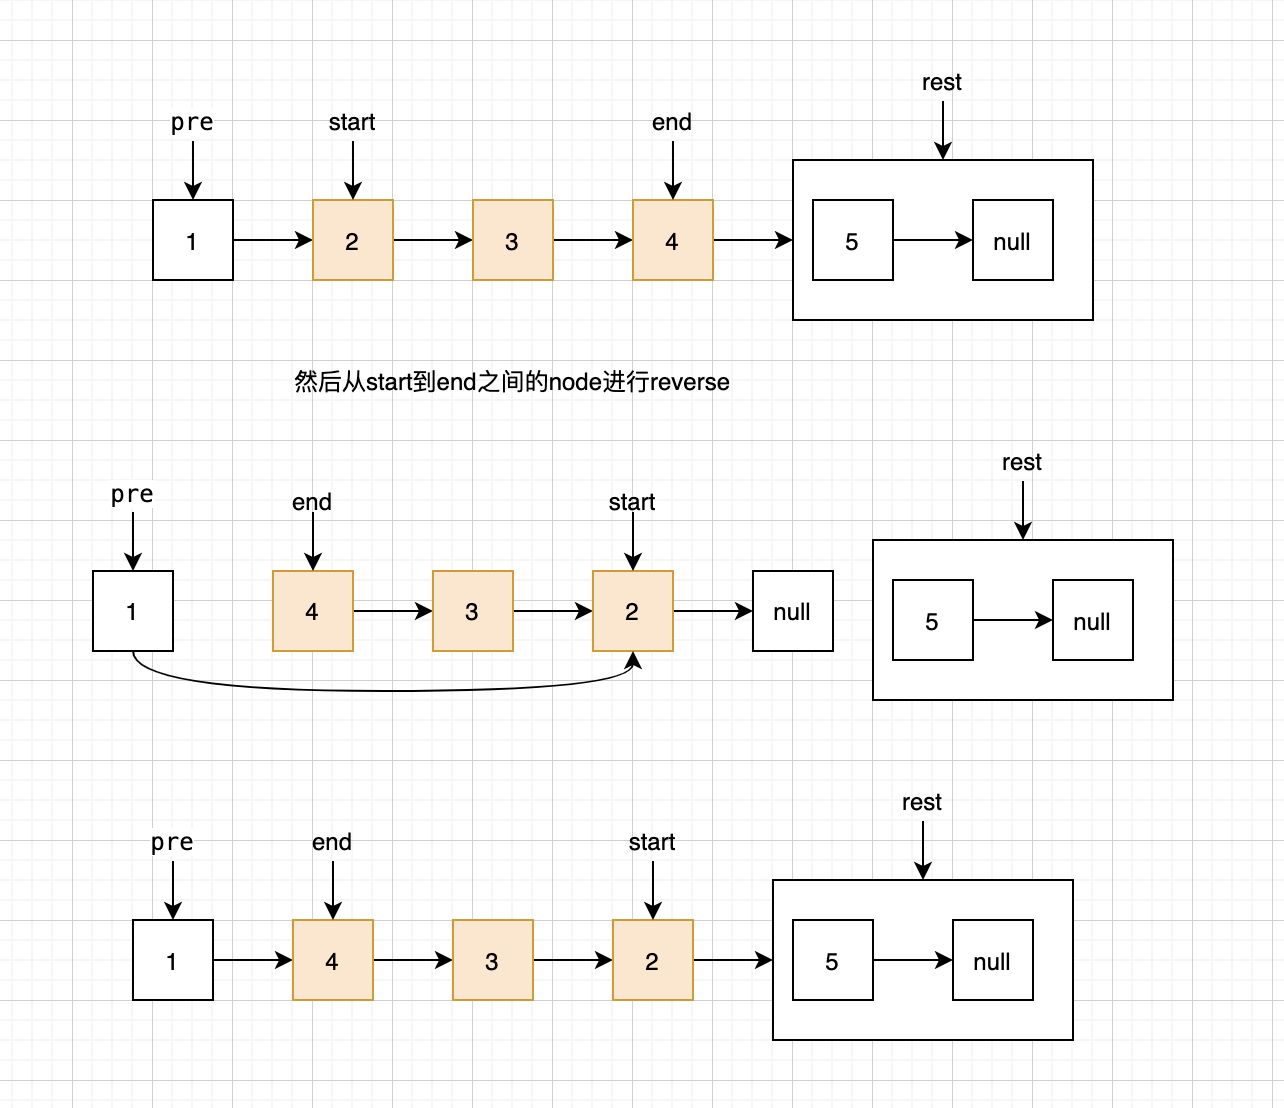 rest
pre start end
1 2 3 4 5 null
然后从start到end之间的node进行reverse
rest
pre end start
1 4 3 2 null 5 null
rest
pre end start
1 4 3 2 5 null